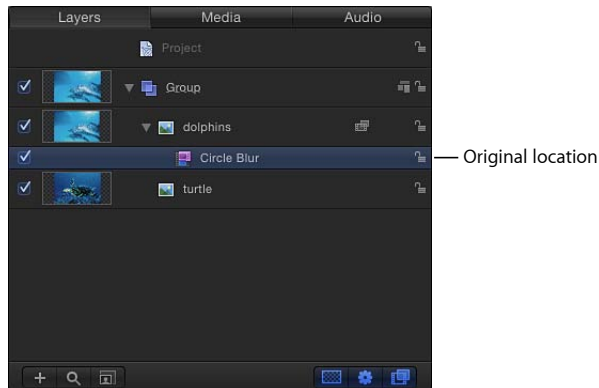 Layers Media Audio
Project
Group
dolphins
Circle Blur
Original location
turtle